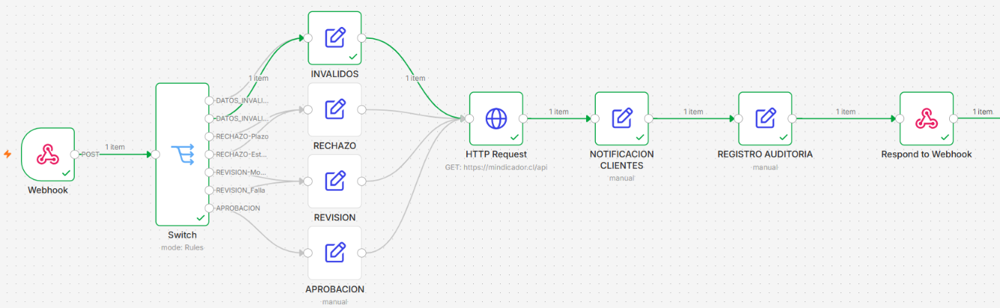 1 item
INVALIDOS
1 item
DATOS_INVALI...
DATOS_INVALI...
RECHAZO-Plazo
RECHAZO-Est...
REVISION-Mo...
REVISION_Falla
APROBACION
POST
1 item
Webhook
Switch
mode: Rules
RECHAZO
REVISION
APROBACION
manual
HTTP Request
GET: https://mindicador.cl/api
1 item
NOTIFICACION
CLIENTES
manual
1 item
REGISTRO AUDITORIA
manual
1 item
Respond to Webhook
1 item